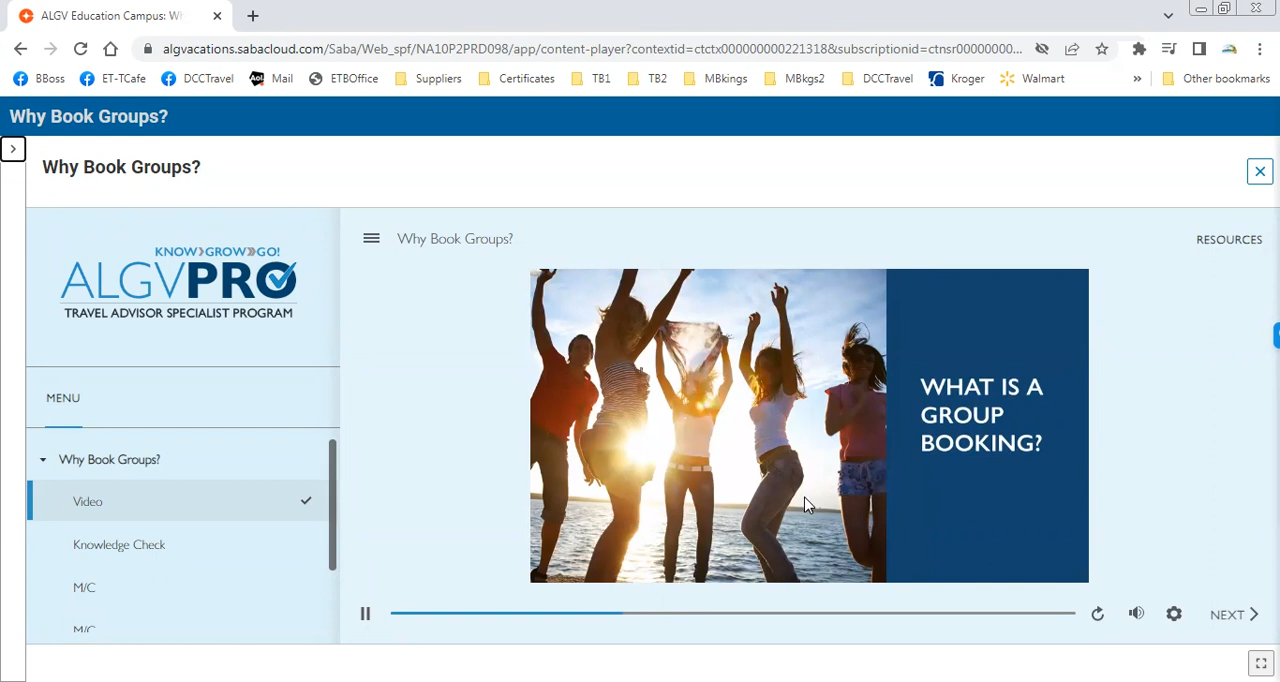 ALGV Education Campus: Wh
algvacations.sabacloud.com/Saba/Web_spf/NA10P2PRD098/app/content-player?contextid=ctctx000000000221318&subscriptionid=ctnsr00000000...
BBoss ET-TCafe DCCTravel Aol. Mail ETBOffice Suppliers Certificates TB1 TB2 MBkings MBkgs2 DCCTravel Kroger Walmart » Other bookmarks
Why Book Groups?
Why Book Groups?
KNOW GROW GO!
ALGVPRO
TRAVEL ADVISOR SPECIALIST PROGRAM
MENU
Why Book Groups?
Video
Knowledge Check
M/C
M/C
Why Book Groups?
RESOURCES
WHAT IS A
GROUP
BOOKING?
NEXT